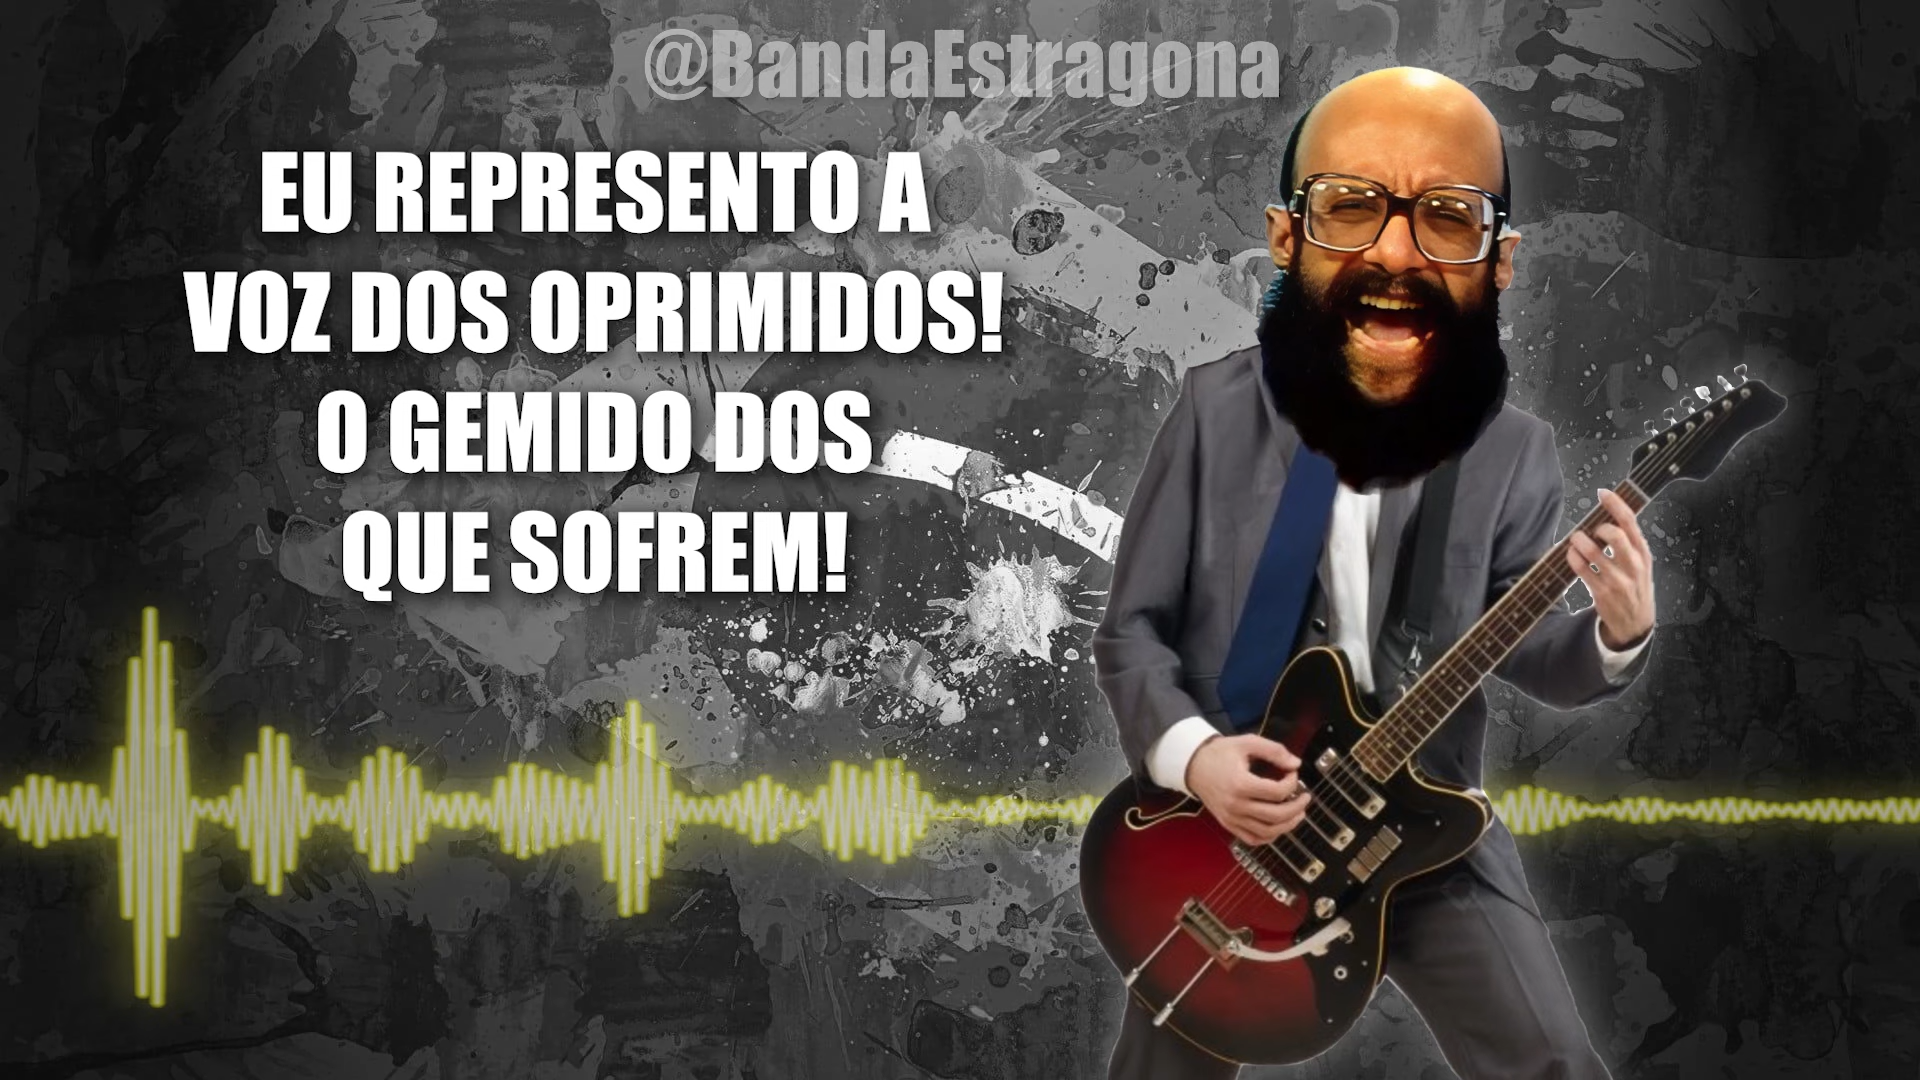 @BandaEstragona
EU REPRESENTO A
VOZ DOS OPRIMIDOS!
O GEMIDO DOS
QUE SOFREM!